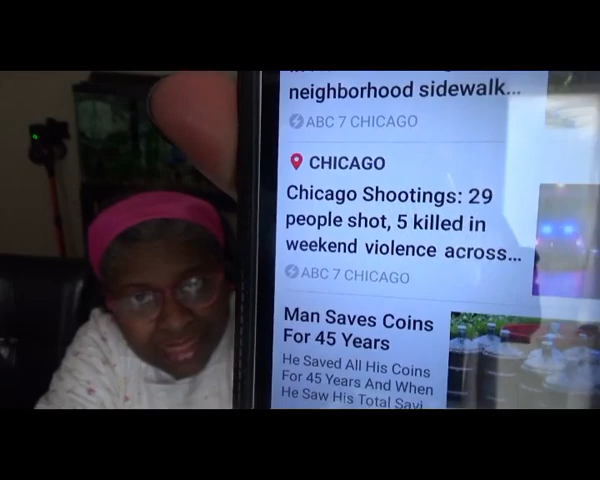 neighborhood sidewalk...
ABC 7 CHICAGO
CHICAGO
Chicago Shootings: 29
people shot, 5 killed in
weekend violence across...
ABC 7 CHICAGO
Man Saves Coins
For 45 Years
He Saved All His Coins
For 45 Years And When
He Saw His Total Savi